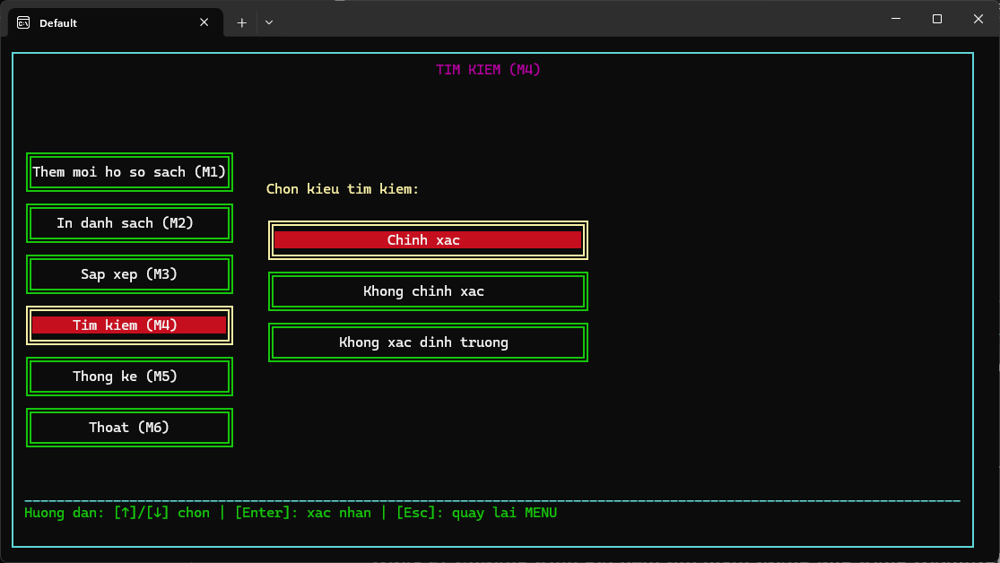 Default
TIM KIEM (M4)
Them moi ho so sach (M1)
In danh sach (M2)
Sap xep (M3)
Tim kiem (M4)
Thong ke (M5)
Thoat (M6)
Chon kieu tim kiem:
Chinh xac
Khong chinh xac
Khong xac dinh truong
Huong dan: [↑]/[↓] chon | [Enter]: xac nhan | [Esc]: quay lai MENU